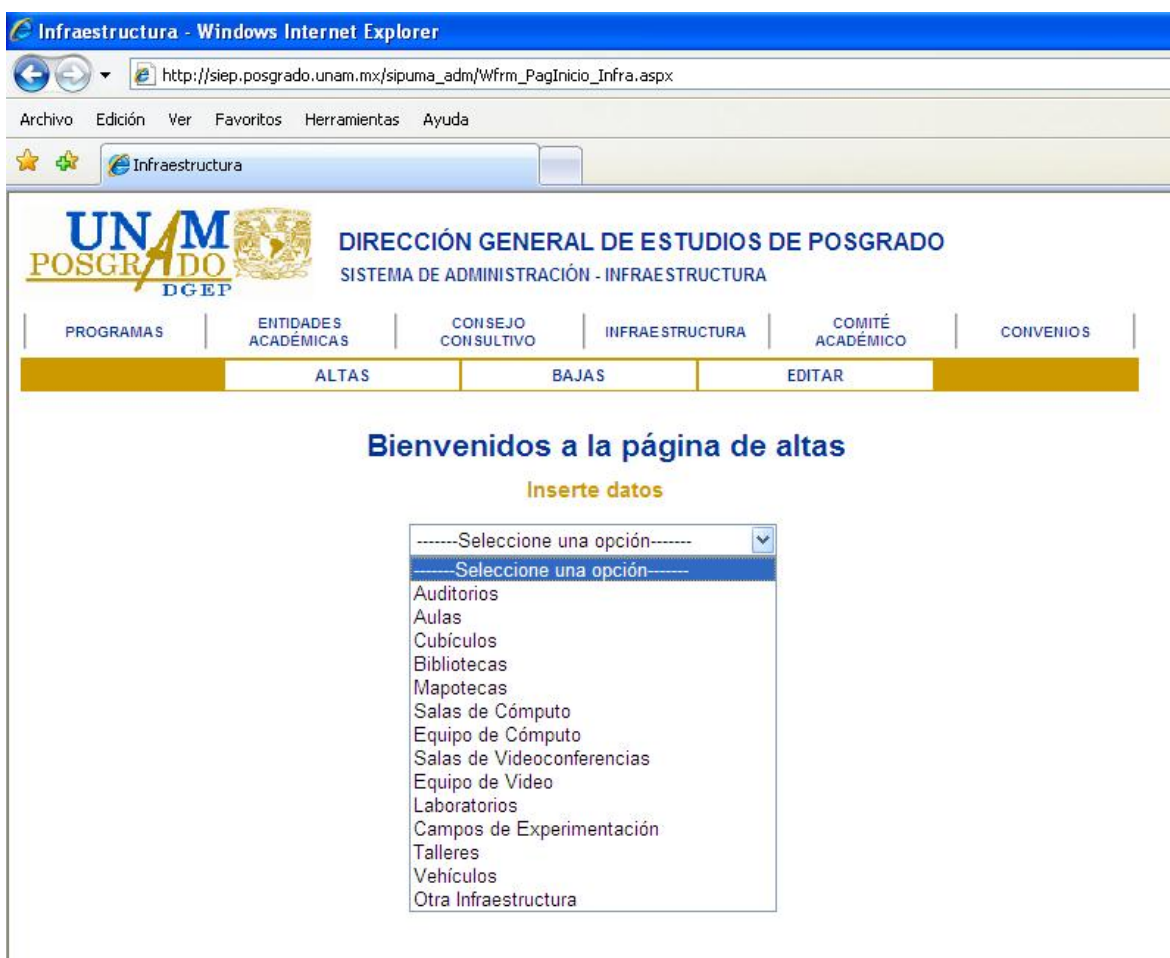 Infraestructura - Windows Internet Explorer
http://siep.posgrado.unam.mx/sipuma_adm/Wfrm_PagInicio_Infra.aspx
Archivo Edición Ver Favoritos Herramientas Ayuda
Infraestructura
UNAM
POSGRADO
DGEP
DIRECCIÓN GENERAL DE ESTUDIOS DE POSGRADO
SISTEMA DE ADMINISTRACIÓN - INFRAESTRUCTURA
PROGRAMAS
ENTIDADES
ACADÉMICAS
CONSEJO
CONSULTIVO
INFRAESTRUCTURA
COMITÉ
ACADÉMICO
CONVENIOS
ALTAS BAJAS EDITAR
Bienvenidos a la página de altas
Inserte datos
-------Seleccione una opción-------
-------Seleccione una opción-------
Auditorios
Aulas
Cubículos
Bibliotecas
Mapotecas
Salas de Cómputo
Equipo de Cómputo
Salas de Videoconferencias
Equipo de Video
Laboratorios
Campos de Experimentación
Talleres
Vehículos
Otra Infraestructura